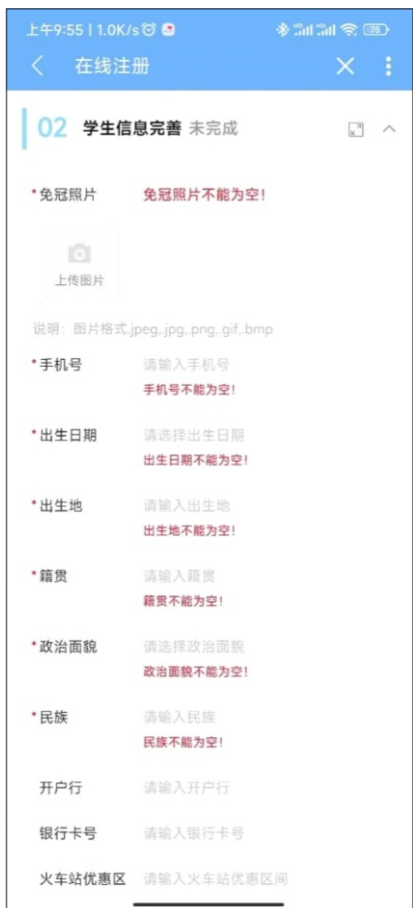 上午9:55 | 1.0K/s
75
在线注册
02 学生信息完善 未完成
*免冠照片 免冠照片不能为空!
上传图片
说明: 图片格式.jpeg,.jpg,.png,.gif,.bmp
*手机号 请输入手机号
手机号不能为空!
*出生日期 请选择出生日期
出生日期不能为空!
*出生地 请输入出生地
出生地不能为空!
*籍贯 请输入籍贯
籍贯不能为空!
*政治面貌 请选择政治面貌
政治面貌不能为空!
*民族 请输入民族
民族不能为空!
开户行 请输入开户行
银行卡号 请输入银行卡号
火车站优惠区 请输入火车站优惠区间